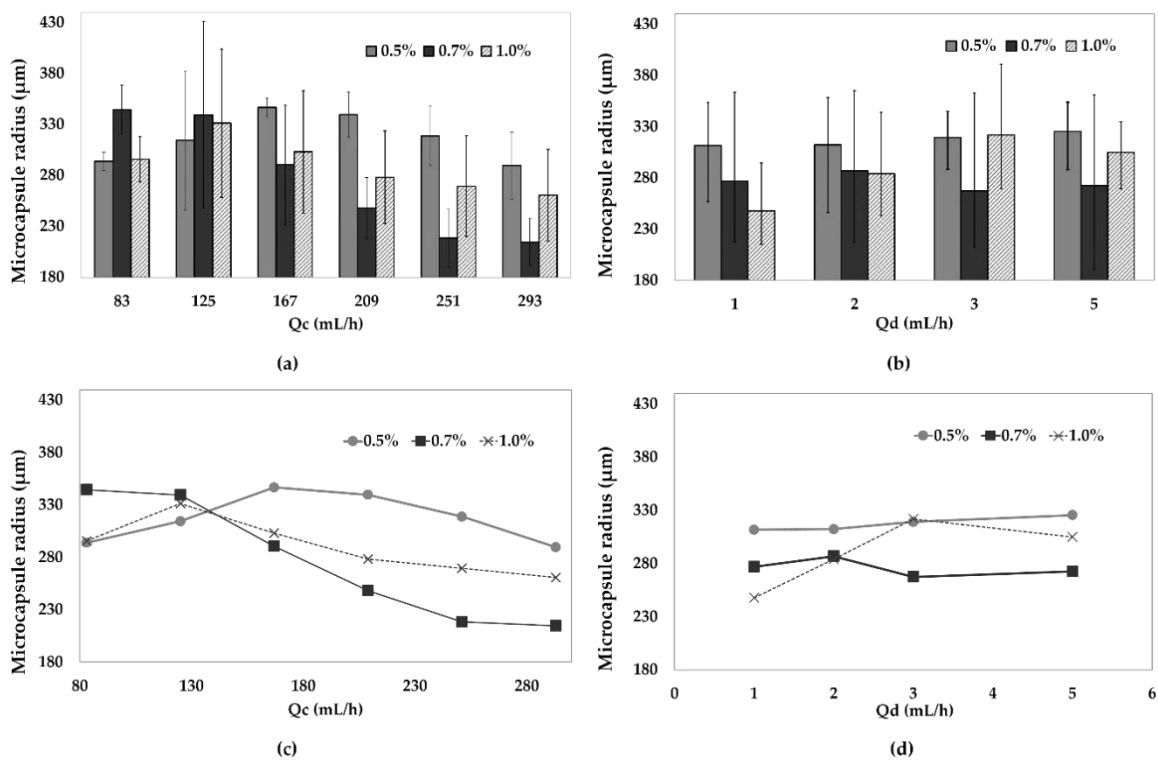 430
380
330
280
230
180
Microcapsule radius (µm)
0.5% 0.7% 1.0%
83 125 167 209 251 293
Qc (mL/h)
(a)
430
380
330
280
230
180
Microcapsule radius (µm)
0.5% 0.7% 1.0%
1 2 3 5
Qd (mL/h)
(b)
430
380
330
280
230
180
Microcapsule radius (µm)
0.5% 0.7% 1.0%
80 130 180 230 280
Qc (mL/h)
(c)
430
380
330
280
230
180
Microcapsule radius (µm)
0.5% 0.7% 1.0%
0 1 2 3 4 5 6
Qd (mL/h)
(d)